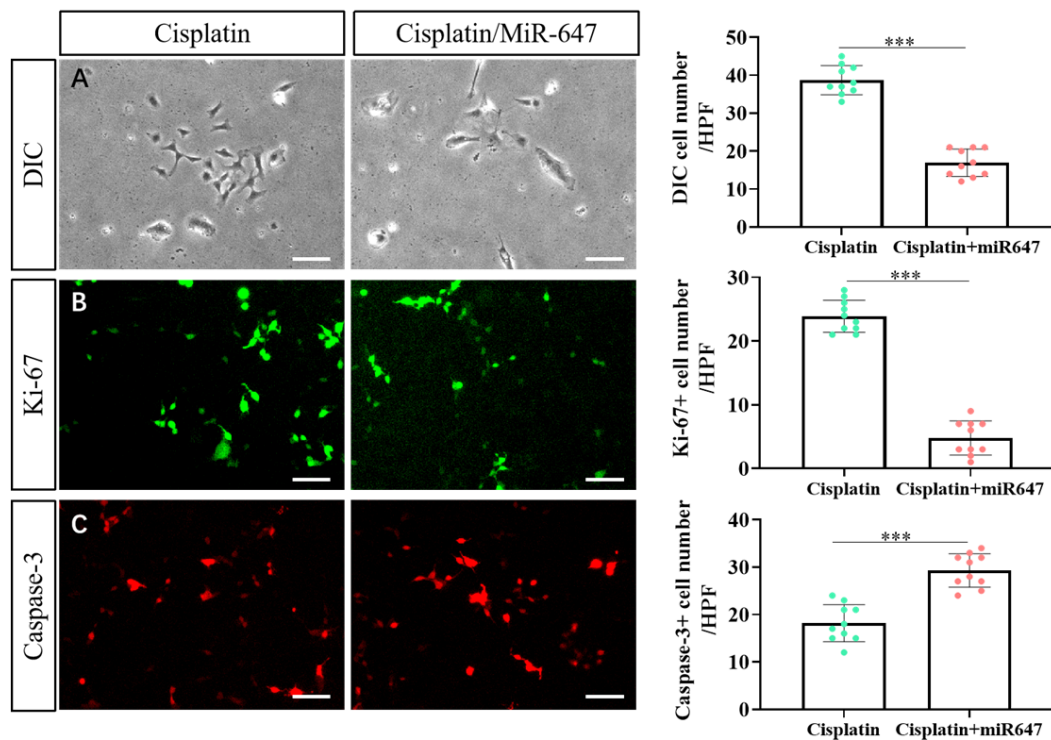 Cisplatin
Cisplatin/MiR-647
A
DIC
B
Ki-67
C
Caspase-3
50
40
30
20
10
0
DIC cell number
/HPF
***
Cisplatin
Cisplatin+miR647
30
20
10
0
Ki-67+ cell number
/HPF
***
Cisplatin
Cisplatin+miR647
40
30
20
10
0
Caspase-3+ cell number
/HPF
***
Cisplatin
Cisplatin+miR647